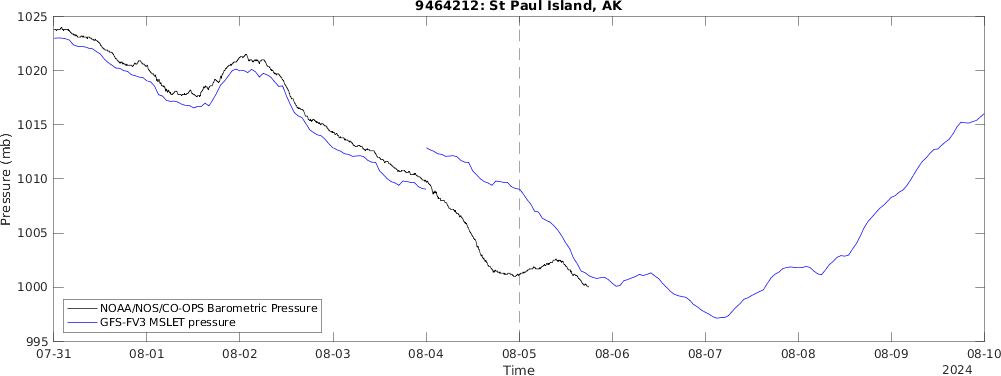 9464212: St Paul Island, AK
Pressure (mb)
1025
1020
1015
1010
1005
1000
995
NOAA/NOS/CO-OPS Barometric Pressure
GFS-FV3 MSLET pressure
07-31 08-01 08-02 08-03 08-04 08-05 08-06 08-07 08-08 08-09 08-10
Time
2024